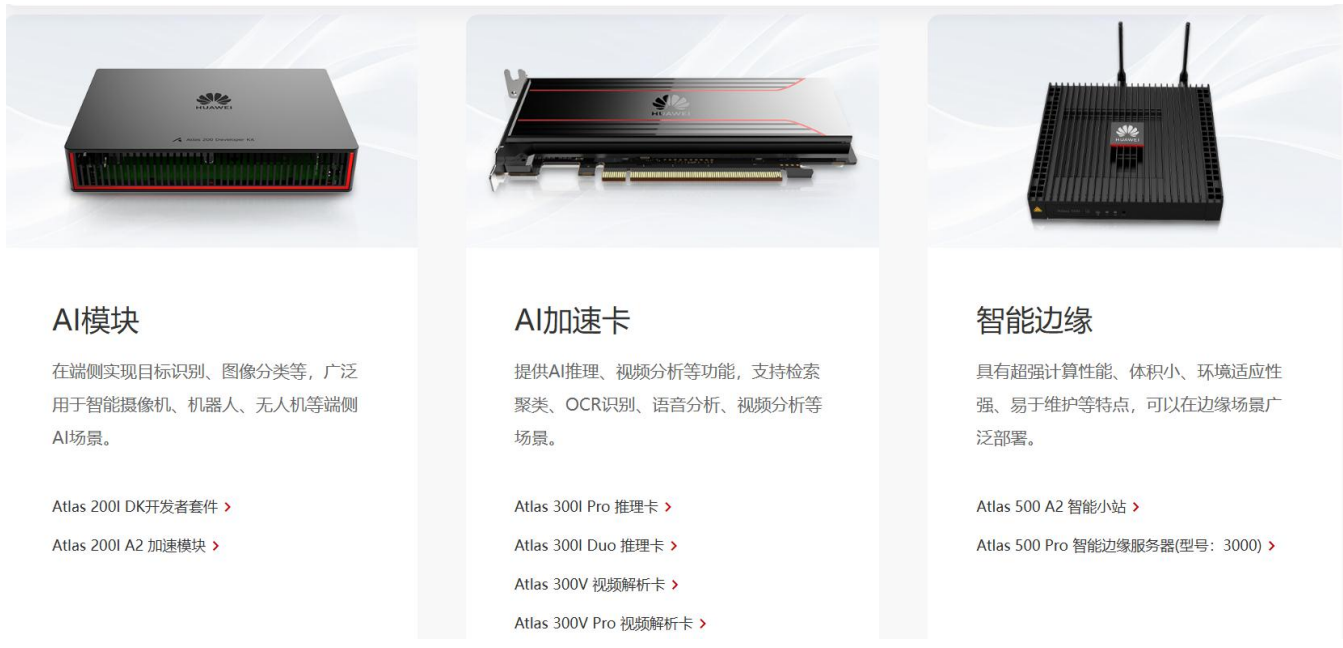 HUAWEI
Atlas 200 Developer Kit
AI模块
在端侧实现目标识别、图像分类等，广泛
用于智能摄像机、机器人、无人机等端侧
AI场景。
Atlas 200I DK开发者套件 >
Atlas 200I A2 加速模块 >
HUAWEI
AI加速卡
提供AI推理、视频分析等功能，支持检索
聚类、OCR识别、语音分析、视频分析等
场景。
Atlas 300I Pro 推理卡 >
Atlas 300I Duo 推理卡 >
Atlas 300V 视频解析卡 >
Atlas 300V Pro 视频解析卡 >
HUAWEI
智能边缘
具有超强计算性能、体积小、环境适应性
强、易于维护等特点，可以在边缘场景广
泛部署。
Atlas 500 A2 智能小站 >
Atlas 500 Pro 智能边缘服务器(型号：3000) >